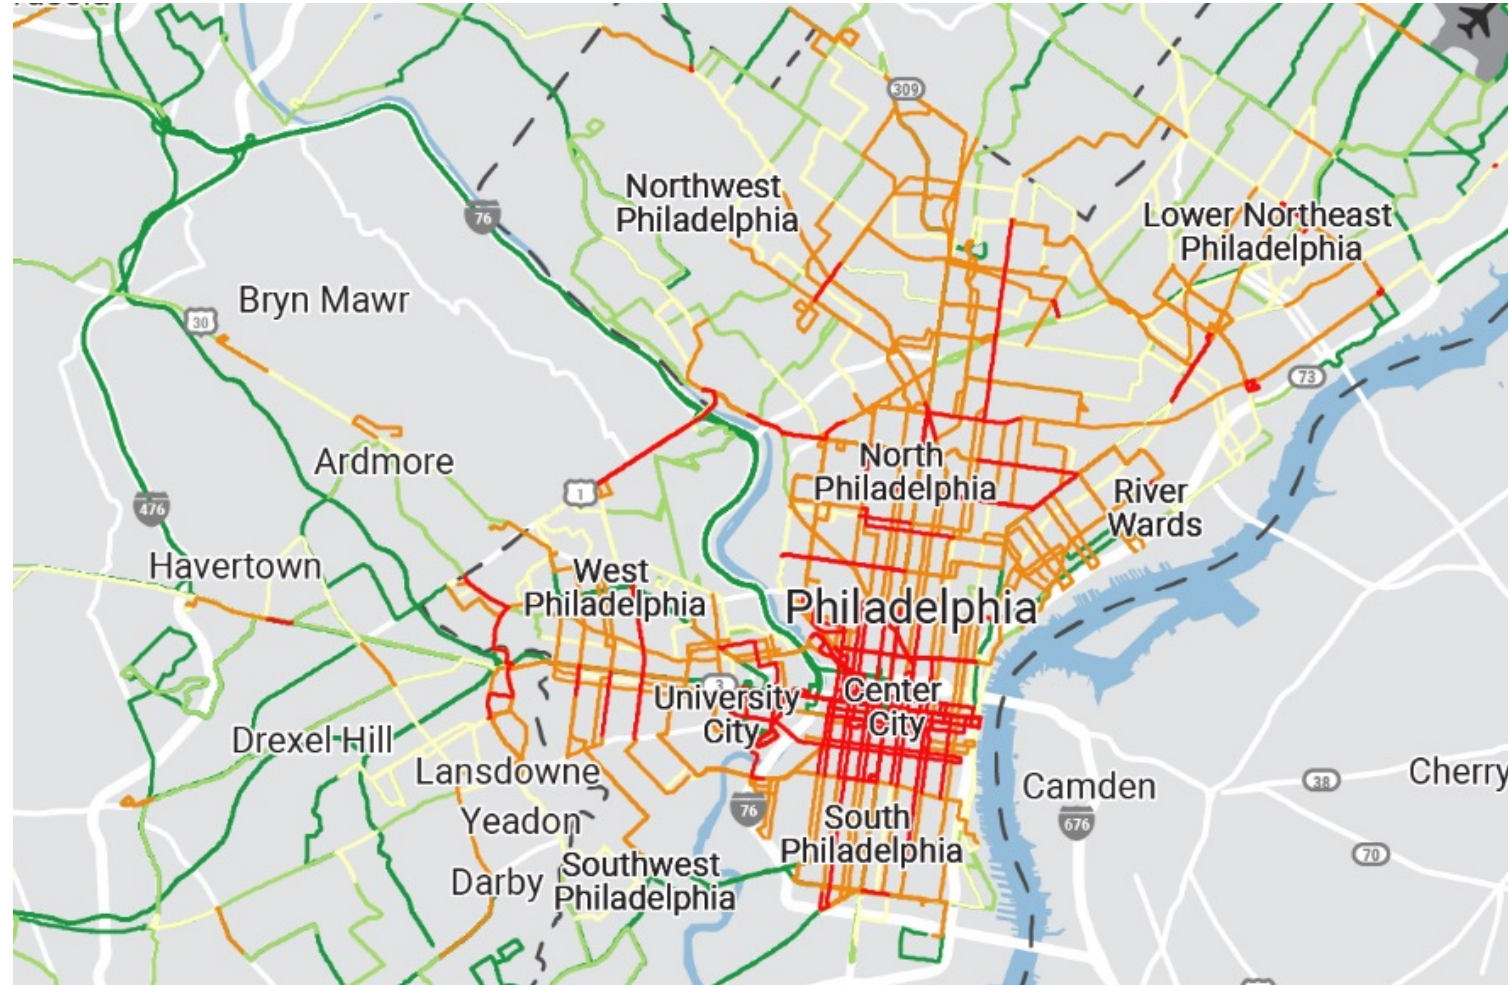 309
Northwest
Philadelphia
76
Lower Northeast
Philadelphia
Bryn Mawr
30
73
Ardmore
North
Philadelphia
1
River
Wards
476
Havertown
West
Philadelphia
Philadelphia
3
University
City
Center
City
Drexel Hill
Lansdowne
Camden
38
Cherry
76
676
Yeadon
South
Philadelphia
70
Darby
Southwest
Philadelphia